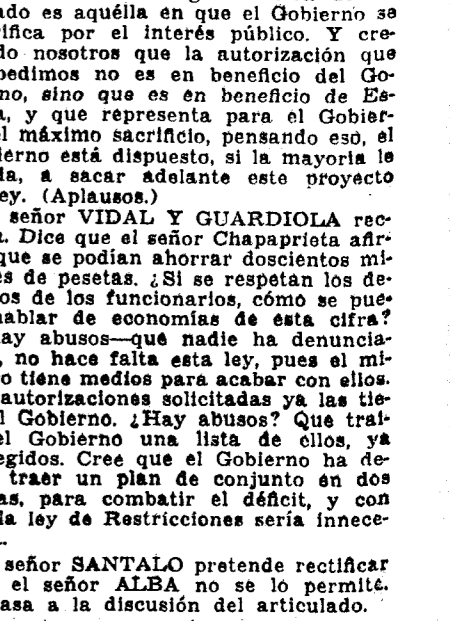 ado es aquélla en que el Gobierno se
ifica por el interés público. Y cre-
do nosotros que la autorización que
pedimos no es en beneficio del Go-
no, sino que es en beneficio de Es-
a, y que representa para el Gobier-
el máximo sacrificio, pensando eso, el
ierno está dispuesto, si la mayoría le
da, a sacar adelante este proyecto
ey. (Aplausos.)
señor VIDAL Y GUARDIOLA rec-
a. Dice que el señor Chapaprieta afir-
que se podían ahorrar doscientos mi-
es de pesetas. ¿Si se respetan los de-
os de los funcionarios, cómo se pue-
hablar de economías de esta cifra?
ay abusos—que nadie ha denuncia-
, no hace falta esta ley, pues el mi-
o tiene medios para acabar con ellos.
autorizaciones solicitadas ya las tie-
l Gobierno. ¿Hay abusos? Que trai-
el Gobierno una lista de ellos, ya
egidos. Cree que el Gobierno ha de-
traer un plan de conjunto en dos
as, para combatir el déficit, y con
la ley de Restricciones sería innece-
.
señor SANTALO pretende rectificar
el señor ALBA no se lo permite.
asa a la discusión del articulado.